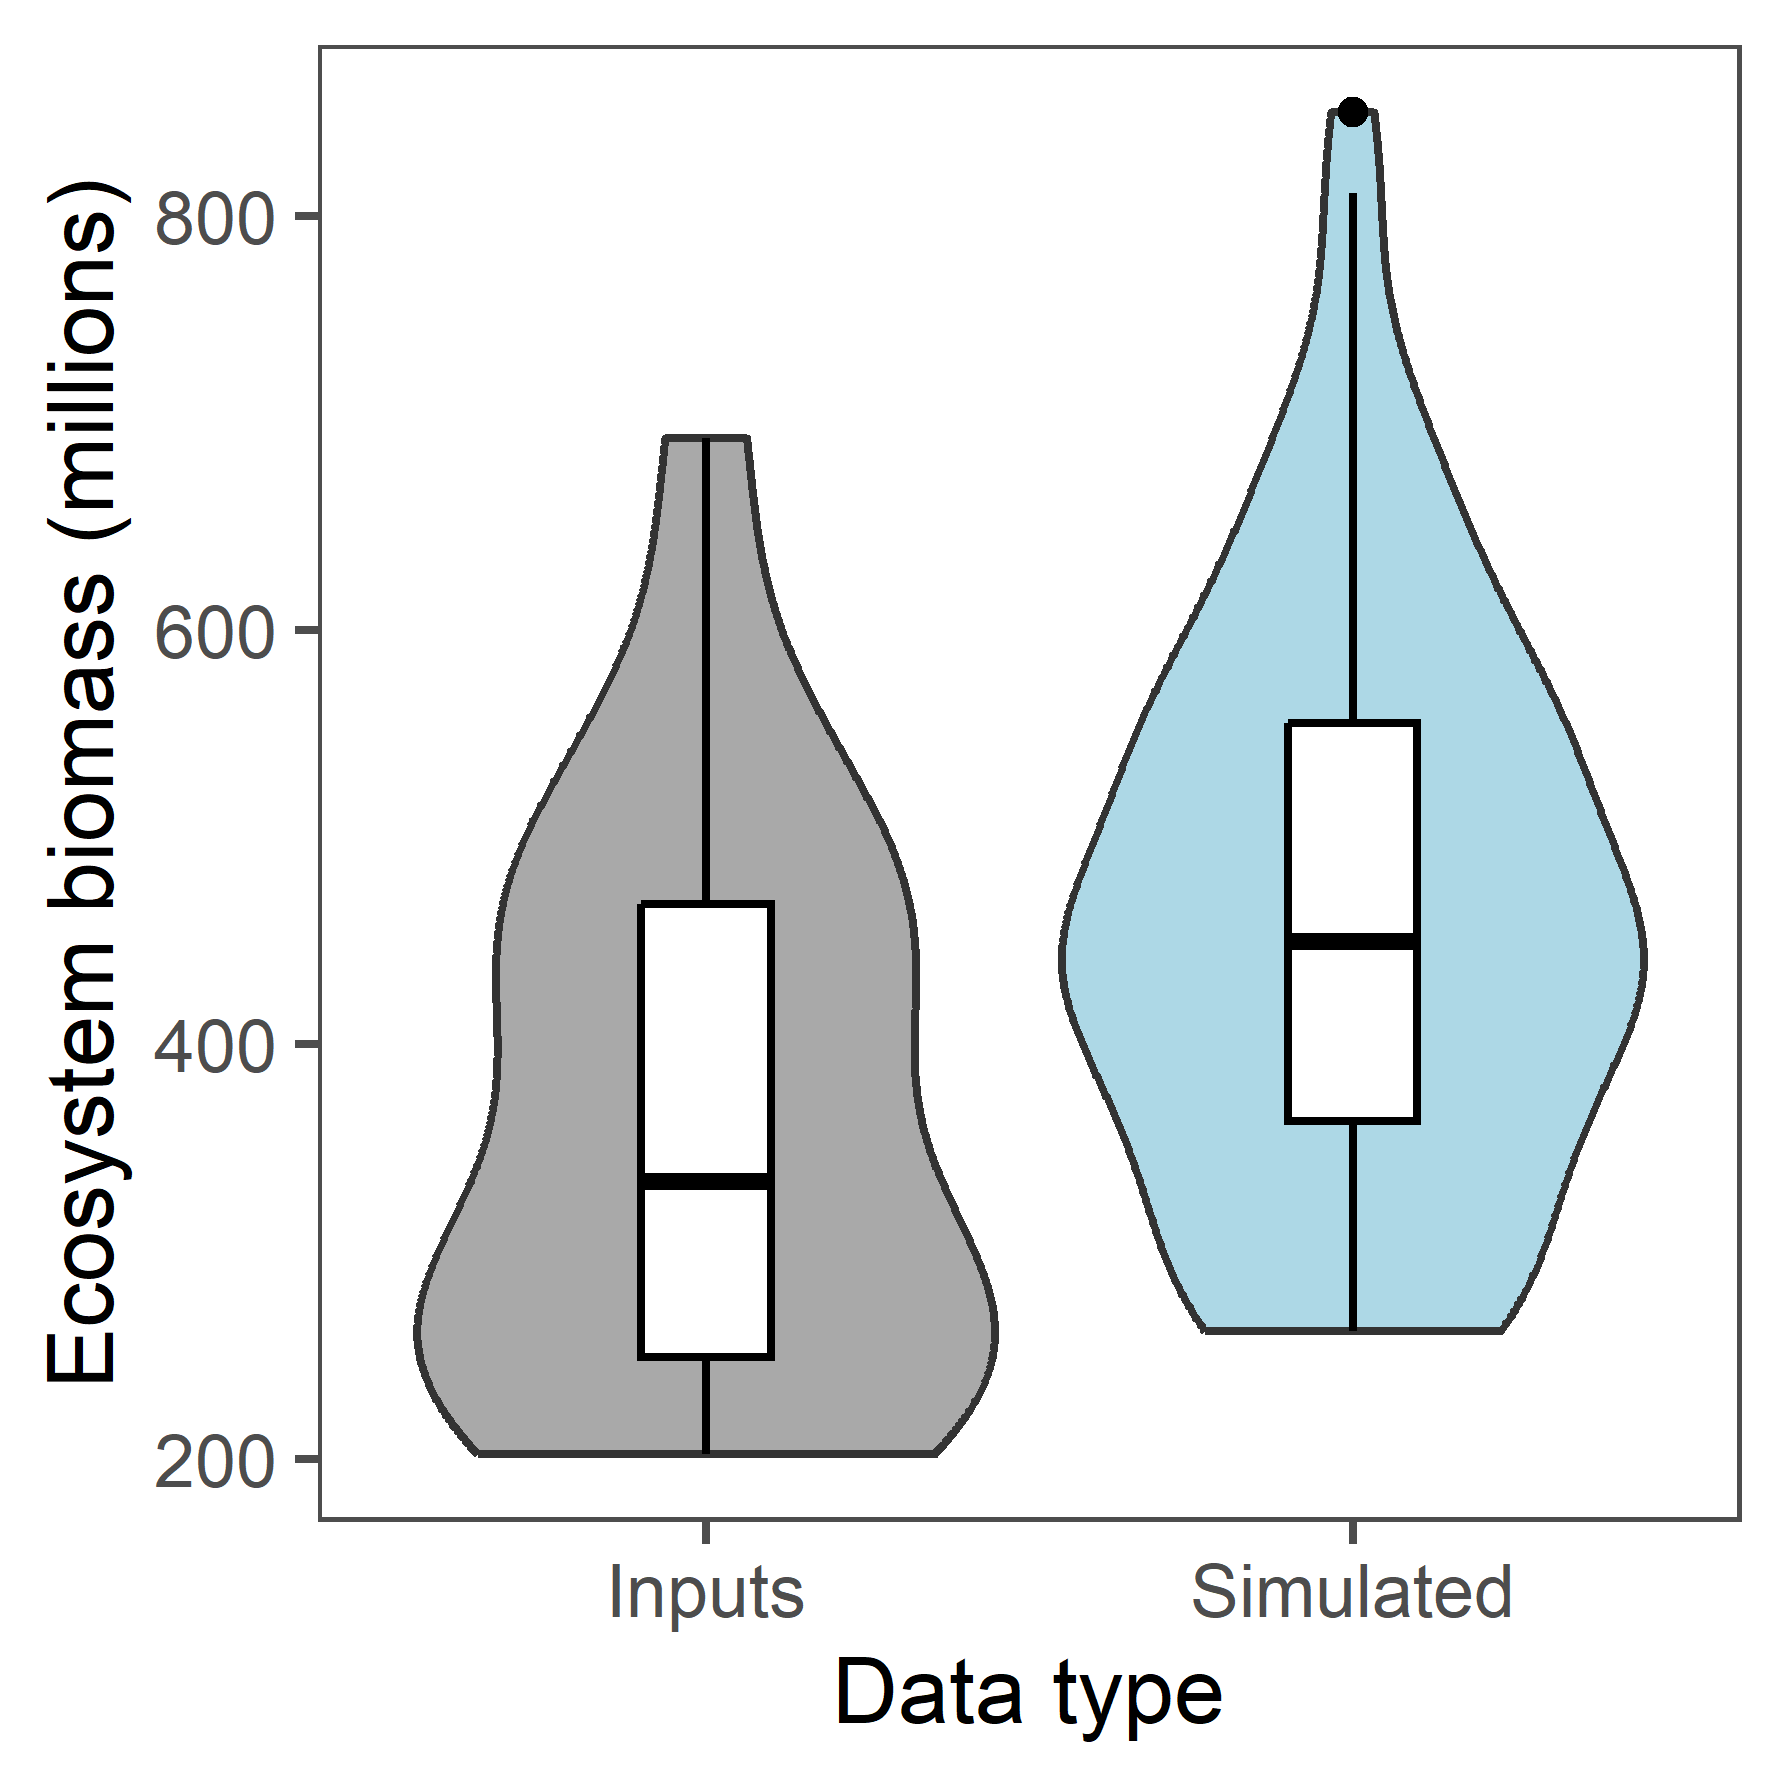 Ecosystem biomass (millions)
800
600
400
200
Inputs
Simulated
Data type